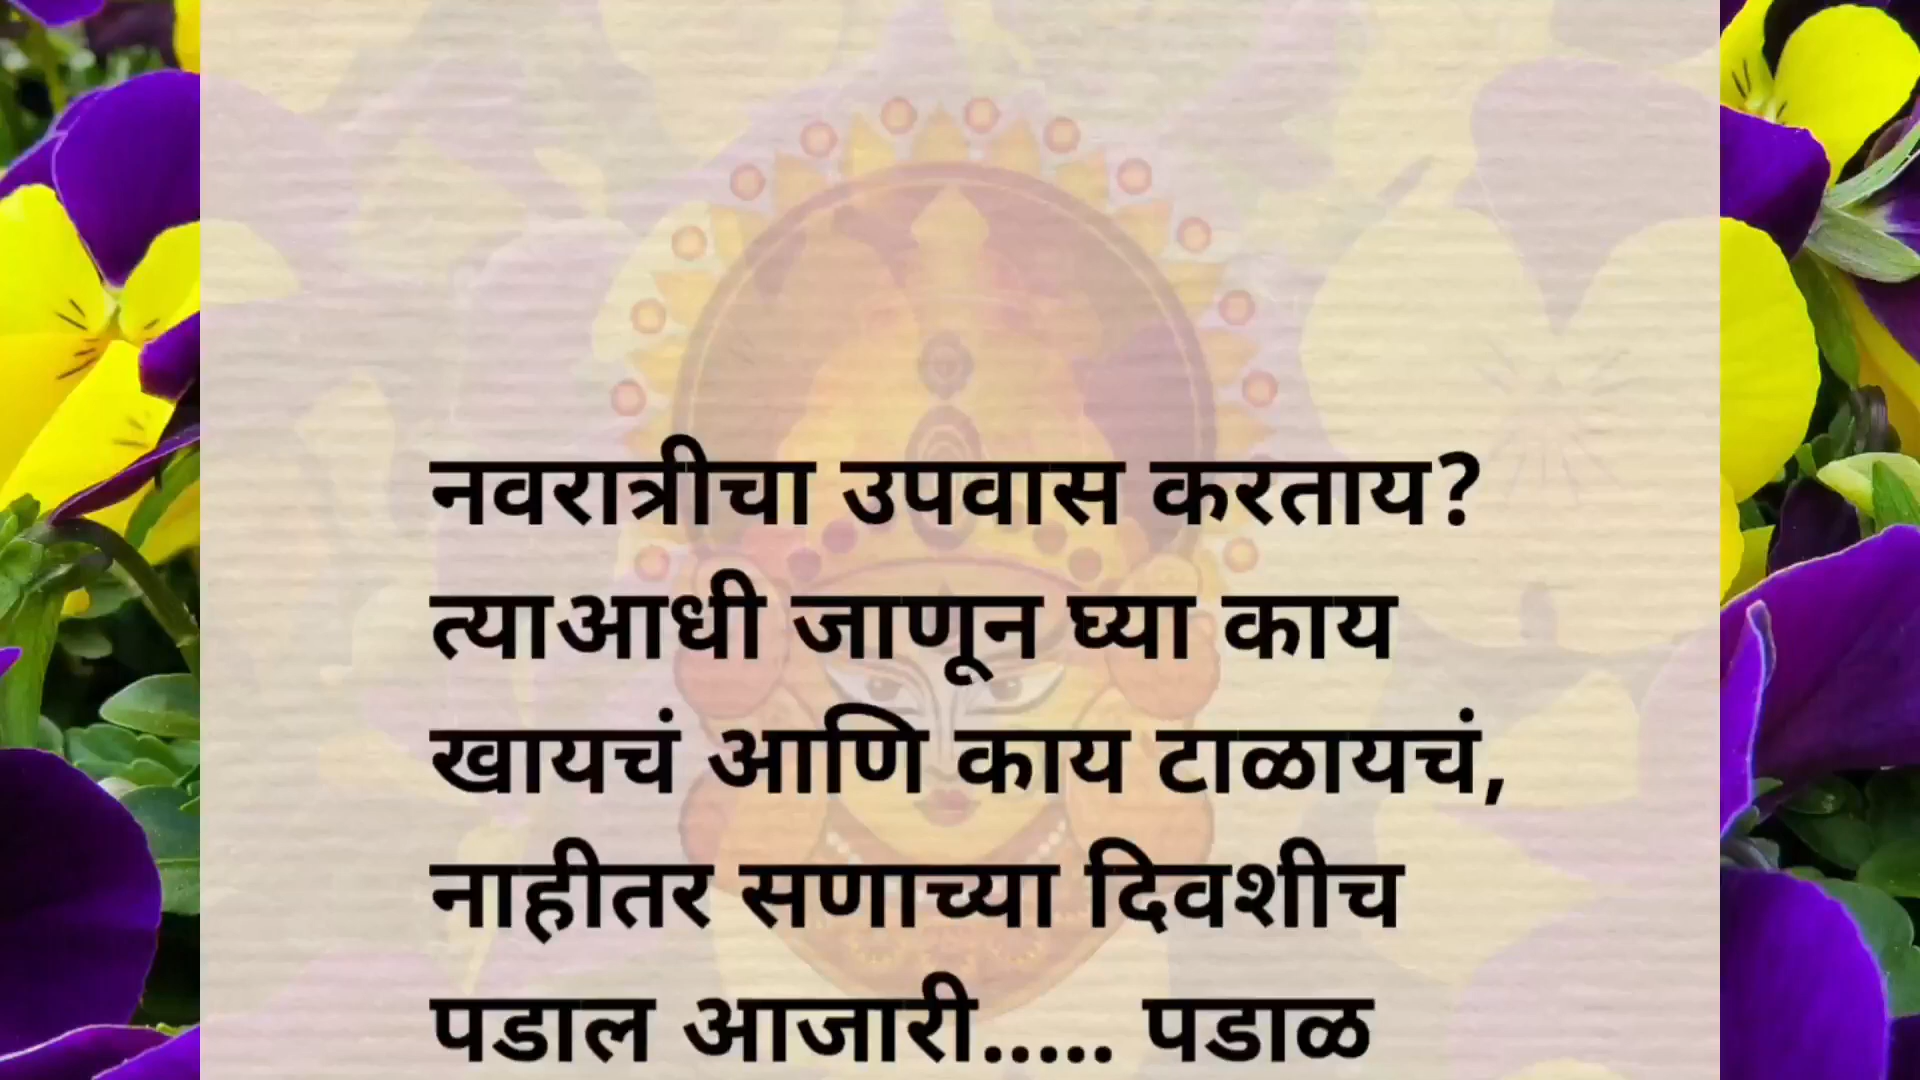 नवरात्रीचा उपवास करताय?
त्याआधी जाणून घ्या काय
खायचं आणि काय टाळायचं,
नाहीतर सणाच्या दिवशीच
पडाल आजारी..... पडाळ